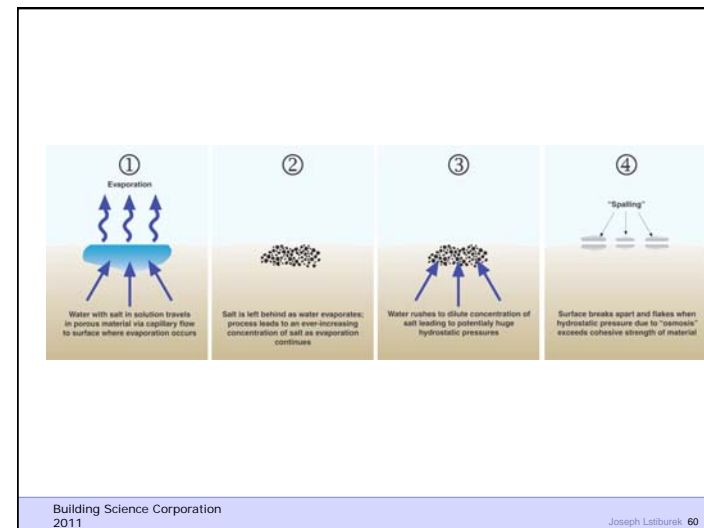 ①
Evaporation
Water with salt in solution travels
in porous material via capillary flow
to surface where evaporation occurs
②
Salt is left behind as water evaporates;
process leads to an ever-increasing
concentration of salt as evaporation
continues
③
Water rushes to dilute concentration of
salt leading to potentialy huge
hydrostatic pressures
④
"Spalling"
Surface breaks apart and flakes when
hydrostatic pressure due to "osmosis"
exceeds cohesive strength of material
Building Science Corporation
2011
Joseph Lstiburek 60